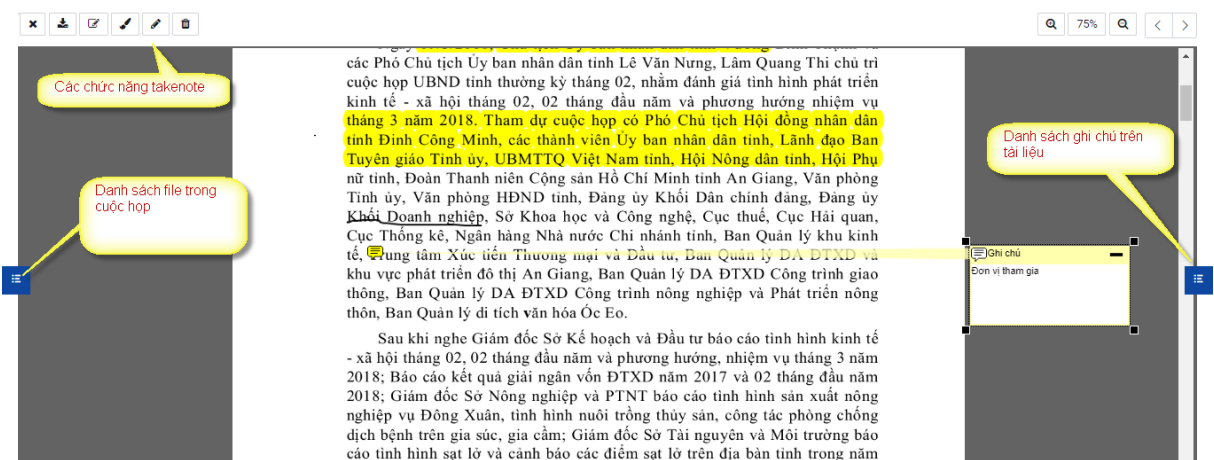 75%
Các chức năng takenote
các Phó Chủ tịch Ủy ban nhân dân tỉnh Lê Văn Nưng, Lâm Quang Thi chủ trì
cuộc họp UBND tỉnh thường kỳ tháng 02, nhằm đánh giá tình hình phát triển
kinh tế - xã hội tháng 02, 02 tháng đầu năm và phương hướng nhiệm vụ
tháng 3 năm 2018. Tham dự cuộc họp có Phó Chủ tịch Hội đồng nhân dân
tỉnh Đinh Công Minh, các thành viên Ủy ban nhân dân tỉnh, Lãnh đạo Ban
Tuyên giáo Tỉnh ủy, UBMTTQ Việt Nam tỉnh, Hội Nông dân tỉnh, Hội Phụ
nữ tỉnh, Đoàn Thanh niên Cộng sản Hồ Chí Minh tỉnh An Giang, Văn phòng
Tỉnh ủy, Văn phòng HĐND tỉnh, Đảng ủy Khối Dân chính đảng, Đảng ủy
Khối Doanh nghiệp, Sở Khoa học và Công nghệ, Cục thuế, Cục Hải quan,
Cục Thống kê, Ngân hàng Nhà nước Chi nhánh tỉnh, Ban Quản lý khu kinh
tế, Trung tâm Xúc tiến Thương mại và Đầu tư, Ban Quản lý DA ĐTXD và
khu vực phát triển đô thị An Giang, Ban Quản lý DA ĐTXD Công trình giao
thông, Ban Quản lý DA ĐTXD Công trình nông nghiệp và Phát triển nông
thôn, Ban Quản lý di tích văn hóa Óc Eo.
Sau khi nghe Giám đốc Sở Kế hoạch và Đầu tư báo cáo tình hình kinh tế
- xã hội tháng 02, 02 tháng đầu năm và phương hướng, nhiệm vụ tháng 3 năm
2018; Báo cáo kết quả giải ngân vốn ĐTXD năm 2017 và 02 tháng đầu năm
2018; Giám đốc Sở Nông nghiệp và PTNT báo cáo tình hình sản xuất nông
nghiệp vụ Đông Xuân, tình hình nuôi trồng thủy sản, công tác phòng chống
dịch bệnh trên gia súc, gia cầm; Giám đốc Sở Tài nguyên và Môi trường báo
cáo tình hình sạt lở và cảnh báo các điểm sạt lở trên địa bàn tỉnh trong năm
Danh sách file trong
cuộc họp
Danh sách ghi chú trên
tài liệu
Ghi chú
Đơn vị tham gia